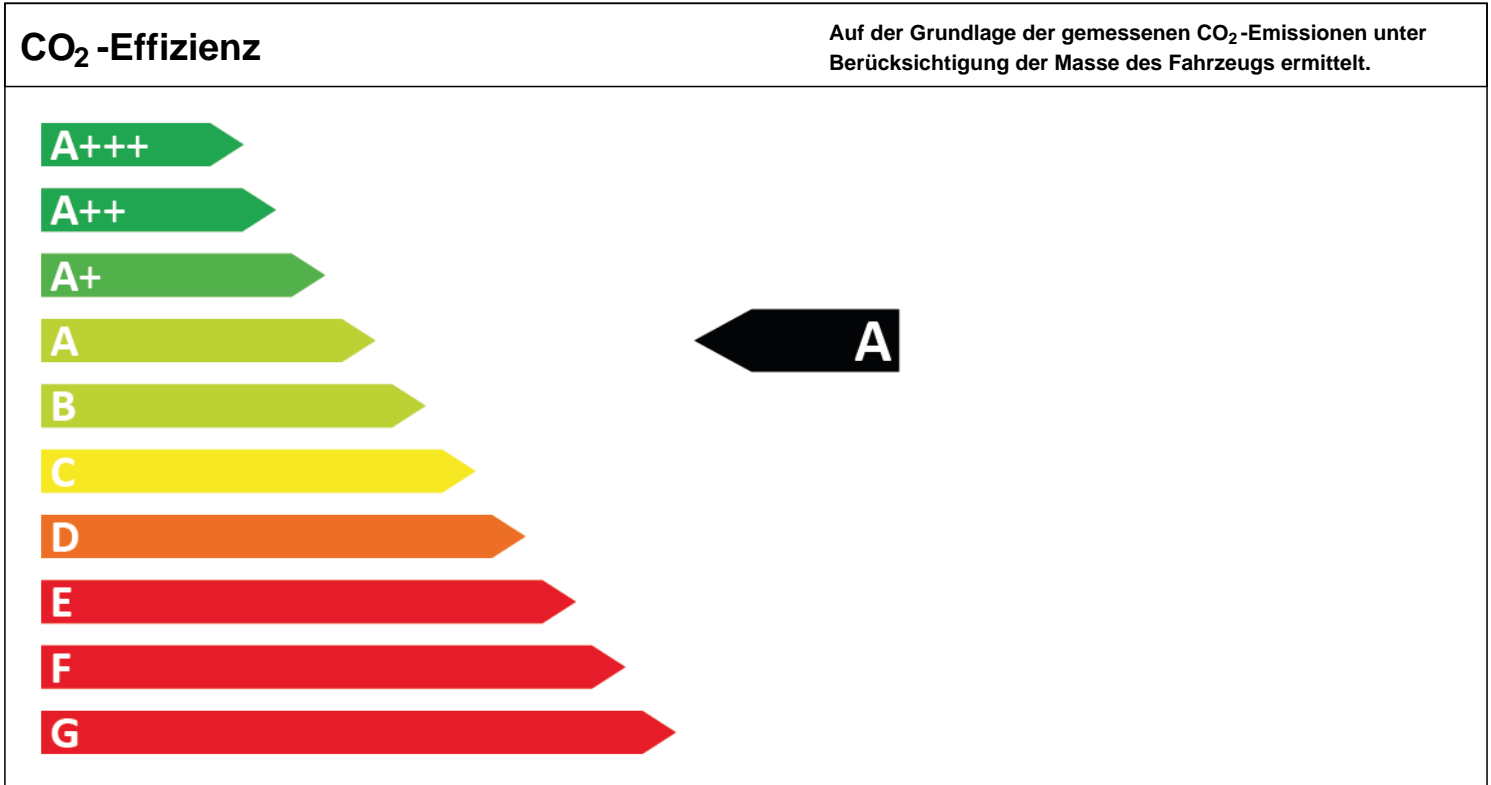 CO₂ -Effizienz
Auf der Grundlage der gemessenen CO₂ -Emissionen unter
Berücksichtigung der Masse des Fahrzeugs ermittelt.
A+++
A++
A+
A
A
B
C
D
E
F
G